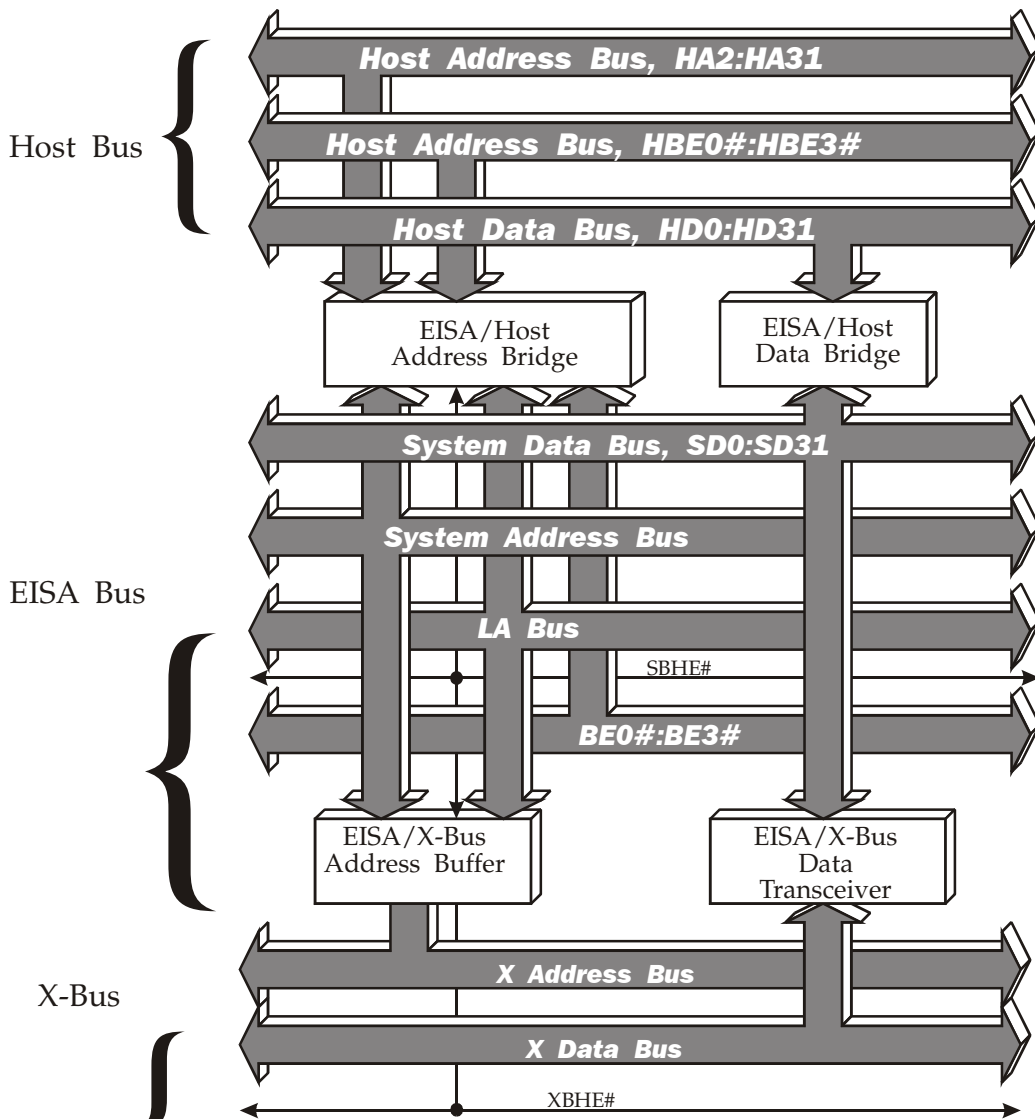 Host Address Bus, HA2:HA31
Host Bus
Host Address Bus, HBE0#:HBE3#
Host Data Bus, HD0:HD31
EISA/Host
Address Bridge
EISA/Host
Data Bridge
System Data Bus, SD0:SD31
System Address Bus
EISA Bus
LA Bus
SBHE#
BE0#:BE3#
EISA/X-Bus
Address Buffer
EISA/X-Bus
Data
Transceiver
X Address Bus
X-Bus
X Data Bus
XBHE#